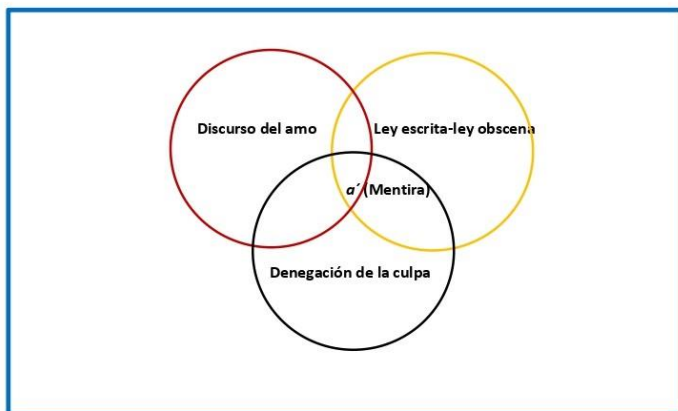 Discurso del amo
Ley escrita-ley obscena
a´(Mentira)
Denegación de la culpa